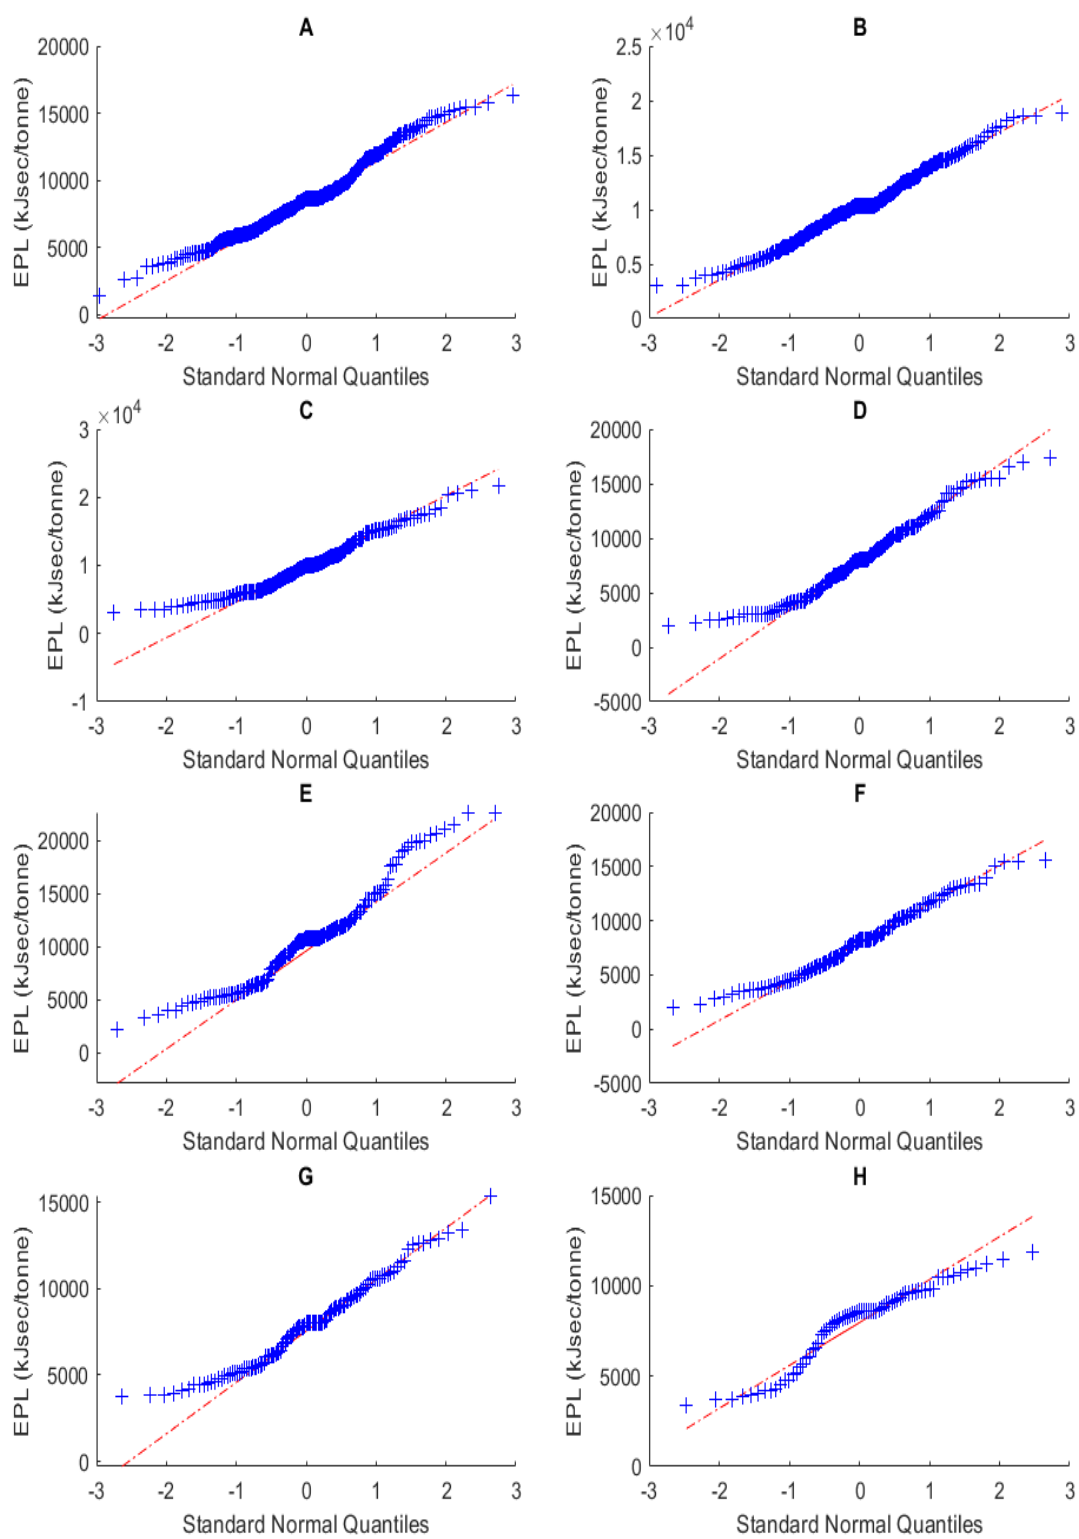 A
20000
15000
10000
5000
0
EPL (kJsec/tonne)
-3 -2 -1 0 1 2 3
Standard Normal Quantiles
B
×10⁴
2.5
2
1.5
1
0.5
0
EPL (kJsec/tonne)
-3 -2 -1 0 1 2 3
Standard Normal Quantiles
C
×10⁴
3
2
1
0
-1
EPL (kJsec/tonne)
-3 -2 -1 0 1 2 3
Standard Normal Quantiles
D
20000
15000
10000
5000
0
-5000
EPL (kJsec/tonne)
-3 -2 -1 0 1 2 3
Standard Normal Quantiles
E
20000
15000
10000
5000
0
EPL (kJsec/tonne)
-3 -2 -1 0 1 2 3
Standard Normal Quantiles
F
20000
15000
10000
5000
0
-5000
EPL (kJsec/tonne)
-3 -2 -1 0 1 2 3
Standard Normal Quantiles
G
15000
10000
5000
0
EPL (kJsec/tonne)
-3 -2 -1 0 1 2 3
Standard Normal Quantiles
H
15000
10000
5000
0
EPL (kJsec/tonne)
-3 -2 -1 0 1 2 3
Standard Normal Quantiles